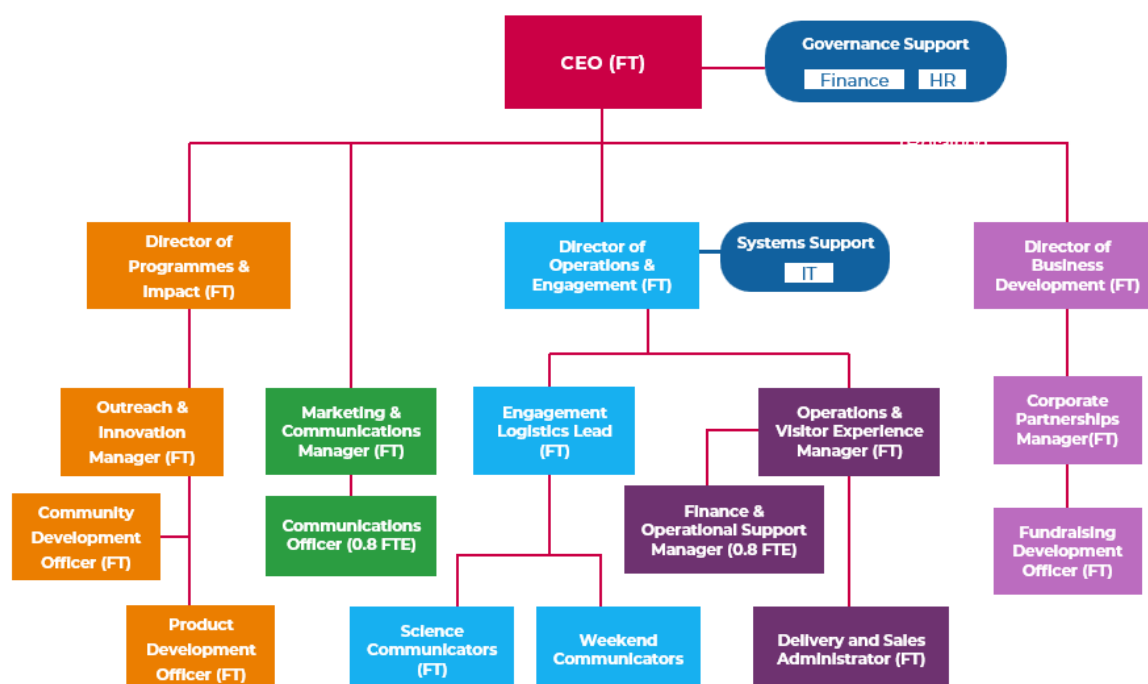 CEO (FT)
Governance Support
Finance
HR
Director of
Programmes &
Impact (FT)
Director of
Operations &
Engagement (FT)
Systems Support
IT
Director of
Business
Development (FT)
Outreach &
Innovation
Manager (FT)
Marketing &
Communications
Manager (FT)
Engagement
Logistics Lead
(FT)
Operations &
Visitor Experience
Manager (FT)
Corporate
Partnerships
Manager(FT)
Community
Development
Officer (FT)
Communications
Officer (0.8 FTE)
Finance &
Operational Support
Manager (0.8 FTE)
Fundraising
Development
Officer (FT)
Product
Development
Officer (FT)
Science
Communicators
(FT)
Weekend
Communicators
Delivery and Sales
Administrator (FT)